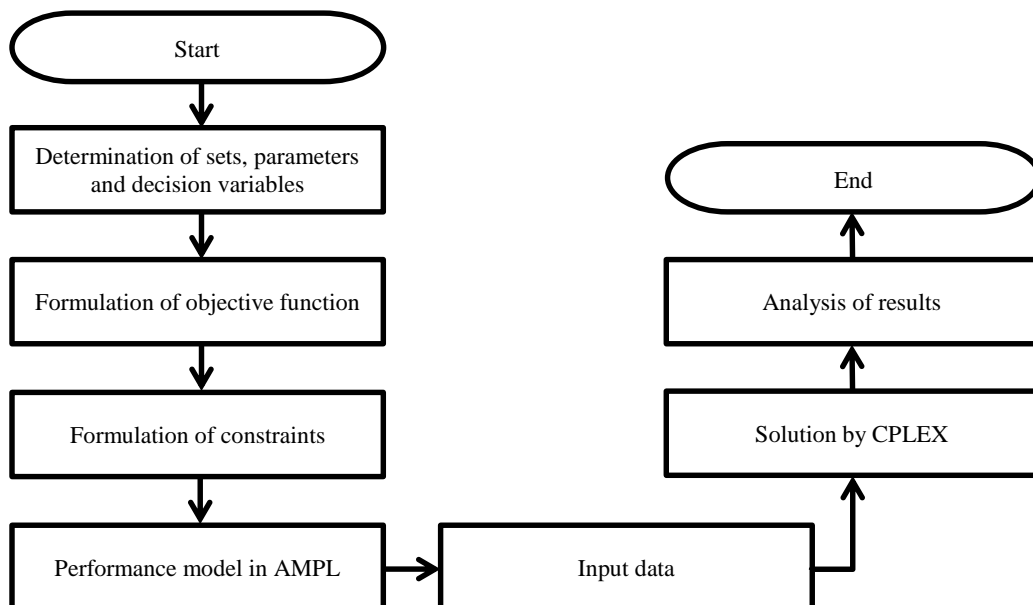 Start
Determination of sets, parameters
and decision variables
Formulation of objective function
Formulation of constraints
Performance model in AMPL
Input data
Solution by CPLEX
Analysis of results
End